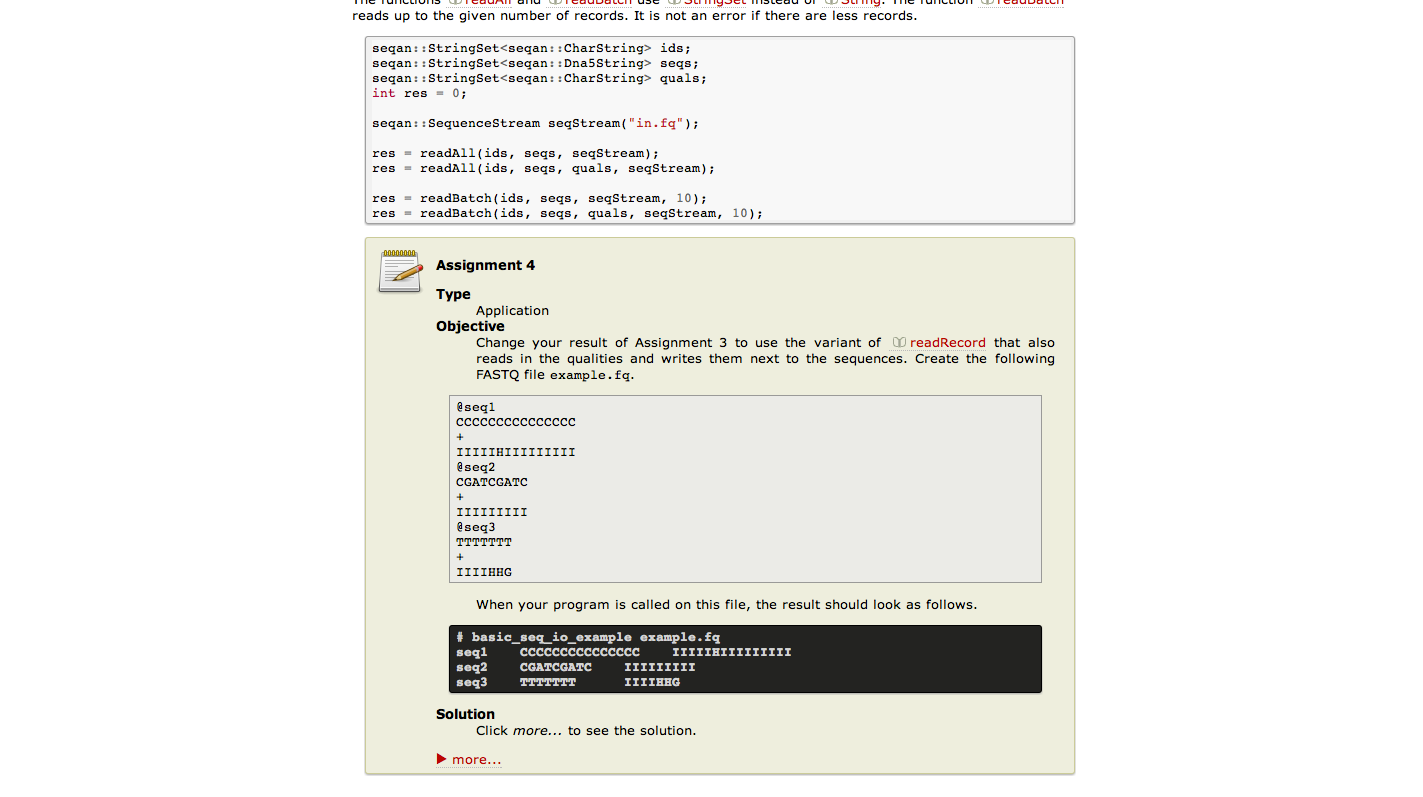 The functions readAll and readBatch use StringSet instead of String. The function readBatch
reads up to the given number of records. It is not an error if there are less records.
seqan::StringSet<seqan::CharString> ids;
seqan::StringSet<seqan::Dna5String> seqs;
seqan::StringSet<seqan::CharString> quals;
int res = 0;
seqan::SequenceStream seqStream("in.fq");
res = readAll(ids, seqs, seqStream);
res = readAll(ids, seqs, quals, seqStream);
res = readBatch(ids, seqs, seqStream, 10);
res = readBatch(ids, seqs, quals, seqStream, 10);
Assignment 4
Type
Application
Objective
Change your result of Assignment 3 to use the variant of readRecord that also
reads in the qualities and writes them next to the sequences. Create the following
FASTQ file example.fq.
@seq1
CCCCCCCCCCCCCCC
+
IIIIIHIIIIIIIII
@seq2
CGATCGATC
+
IIIIIIIII
@seq3
TTTTTTT
+
IIIIHHG
When your program is called on this file, the result should look as follows.
# basic_seq_io_example example.fq
seq1 CCCCCCCCCCCCCCC IIIIIHIIIIIIIII
seq2 CGATCGATC IIIIIIIII
seq3 TTTTTTT IIIIHHG
Solution
Click more... to see the solution.
more...